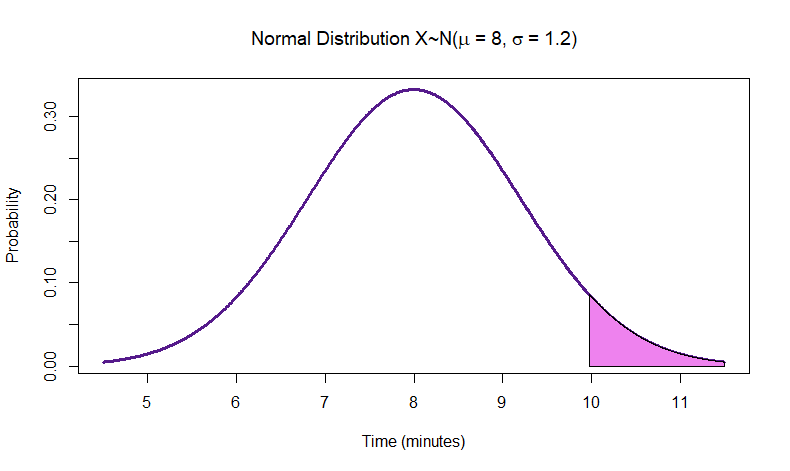 Normal Distribution X~N(μ = 8, σ = 1.2)
Probability
0.30
0.20
0.10
0.00
5 6 7 8 9 10 11
Time (minutes)